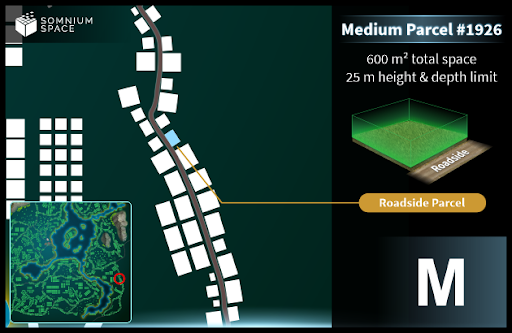 SOMNIUM
SPACE
Medium Parcel #1926
600 m² total space
25 m height & depth limit
Roadside
Roadside Parcel
M